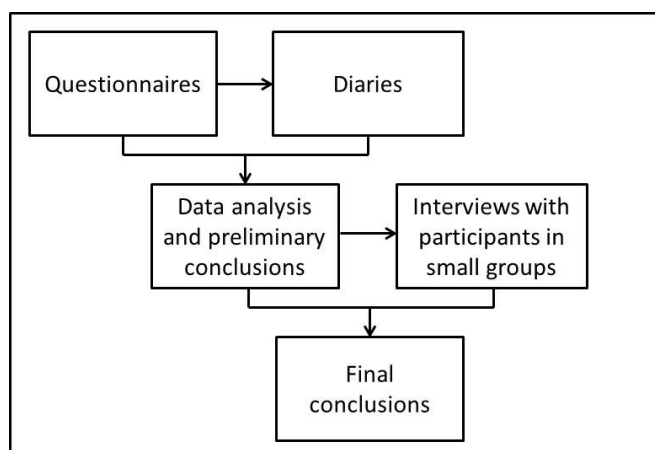 Questionnaires
Diaries
Data analysis
and preliminary
conclusions
Interviews with
participants in
small groups
Final
conclusions